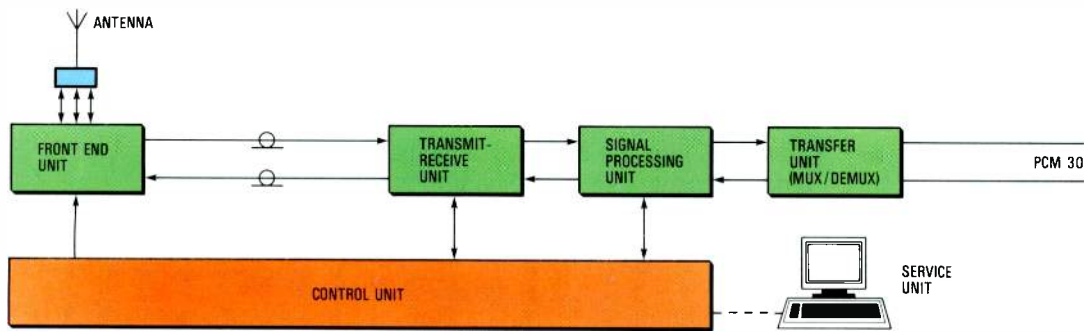 ANTENNA
FRONT END
UNIT
TRANSMIT-
RECEIVE
UNIT
SIGNAL
PROCESSING
UNIT
TRANSFER
UNIT
(MUX/DEMUX)
PCM 30
CONTROL UNIT
SERVICE
UNIT